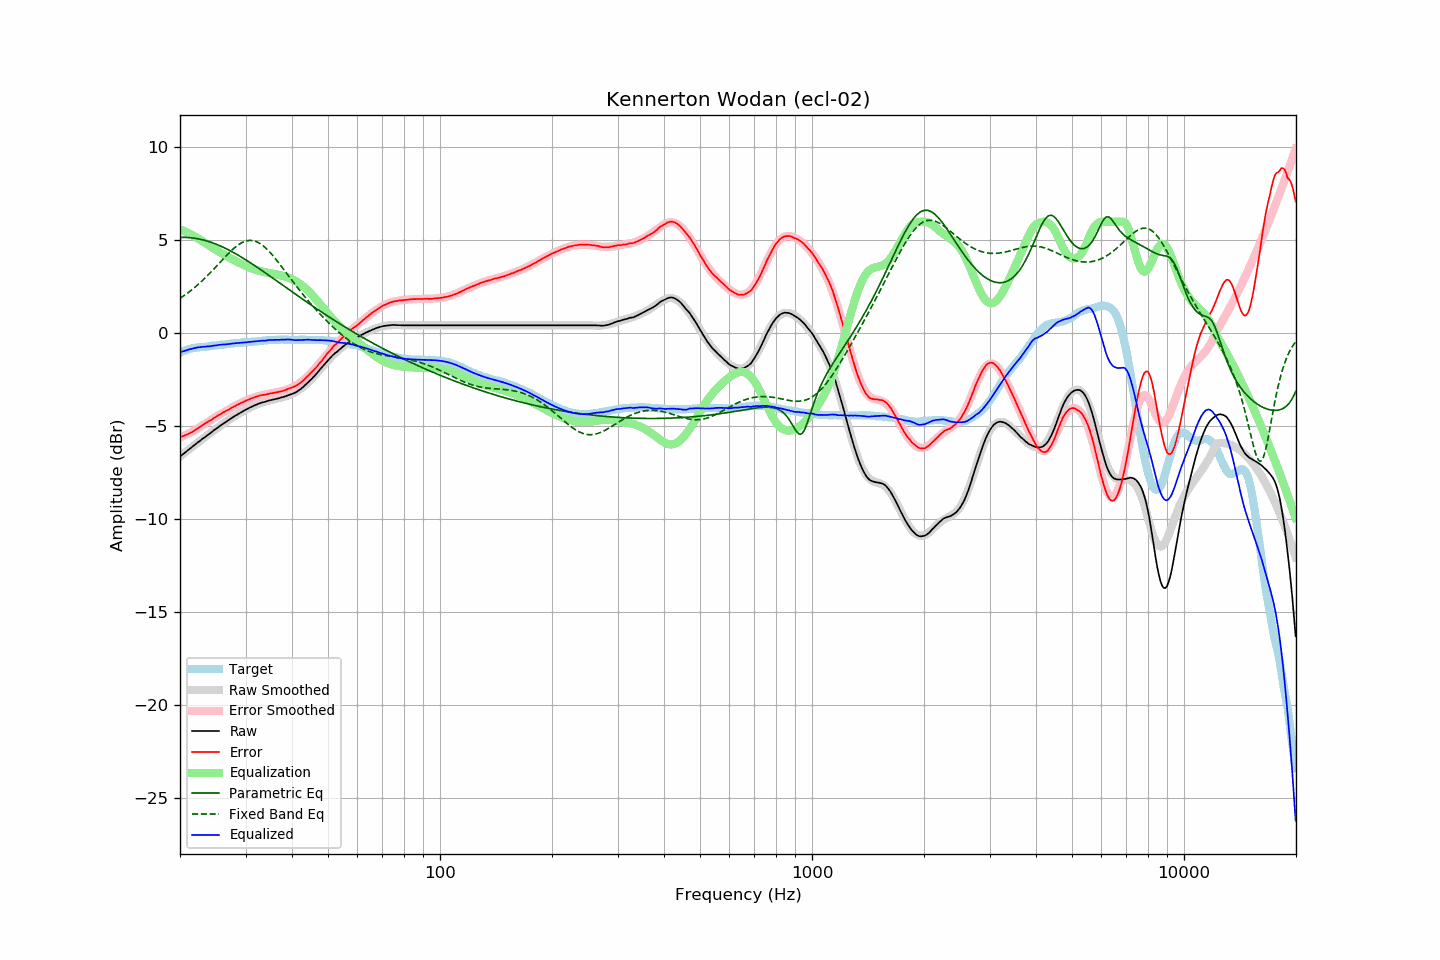 Kennerton Wodan (ecl-02)
Amplitude (dBr)
10
5
0
−5
−10
−15
−20
−25
Target
Raw Smoothed
Error Smoothed
Raw
Error
Equalization
Parametric Eq
Fixed Band Eq
Equalized
100
1000
10000
Frequency (Hz)